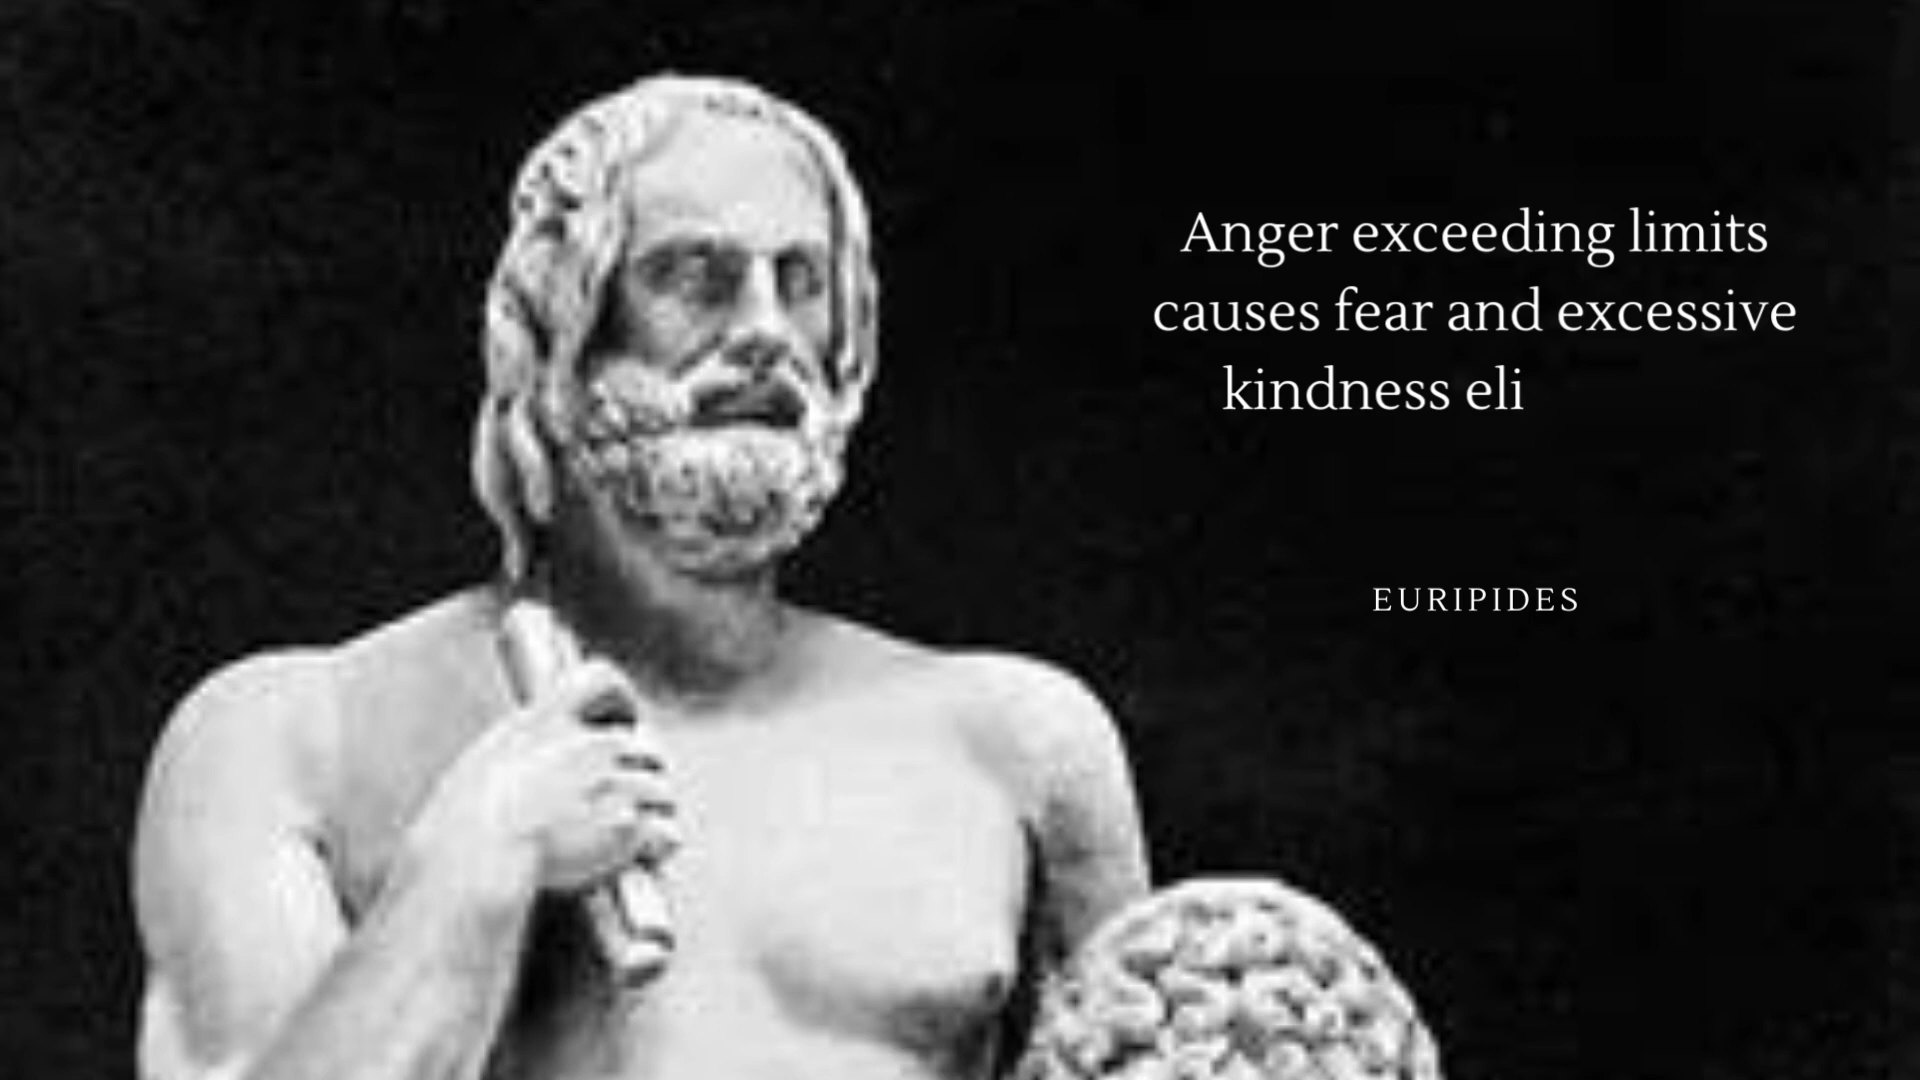 Anger exceeding limits
causes fear and excessive
kindness eli
EURIPIDES